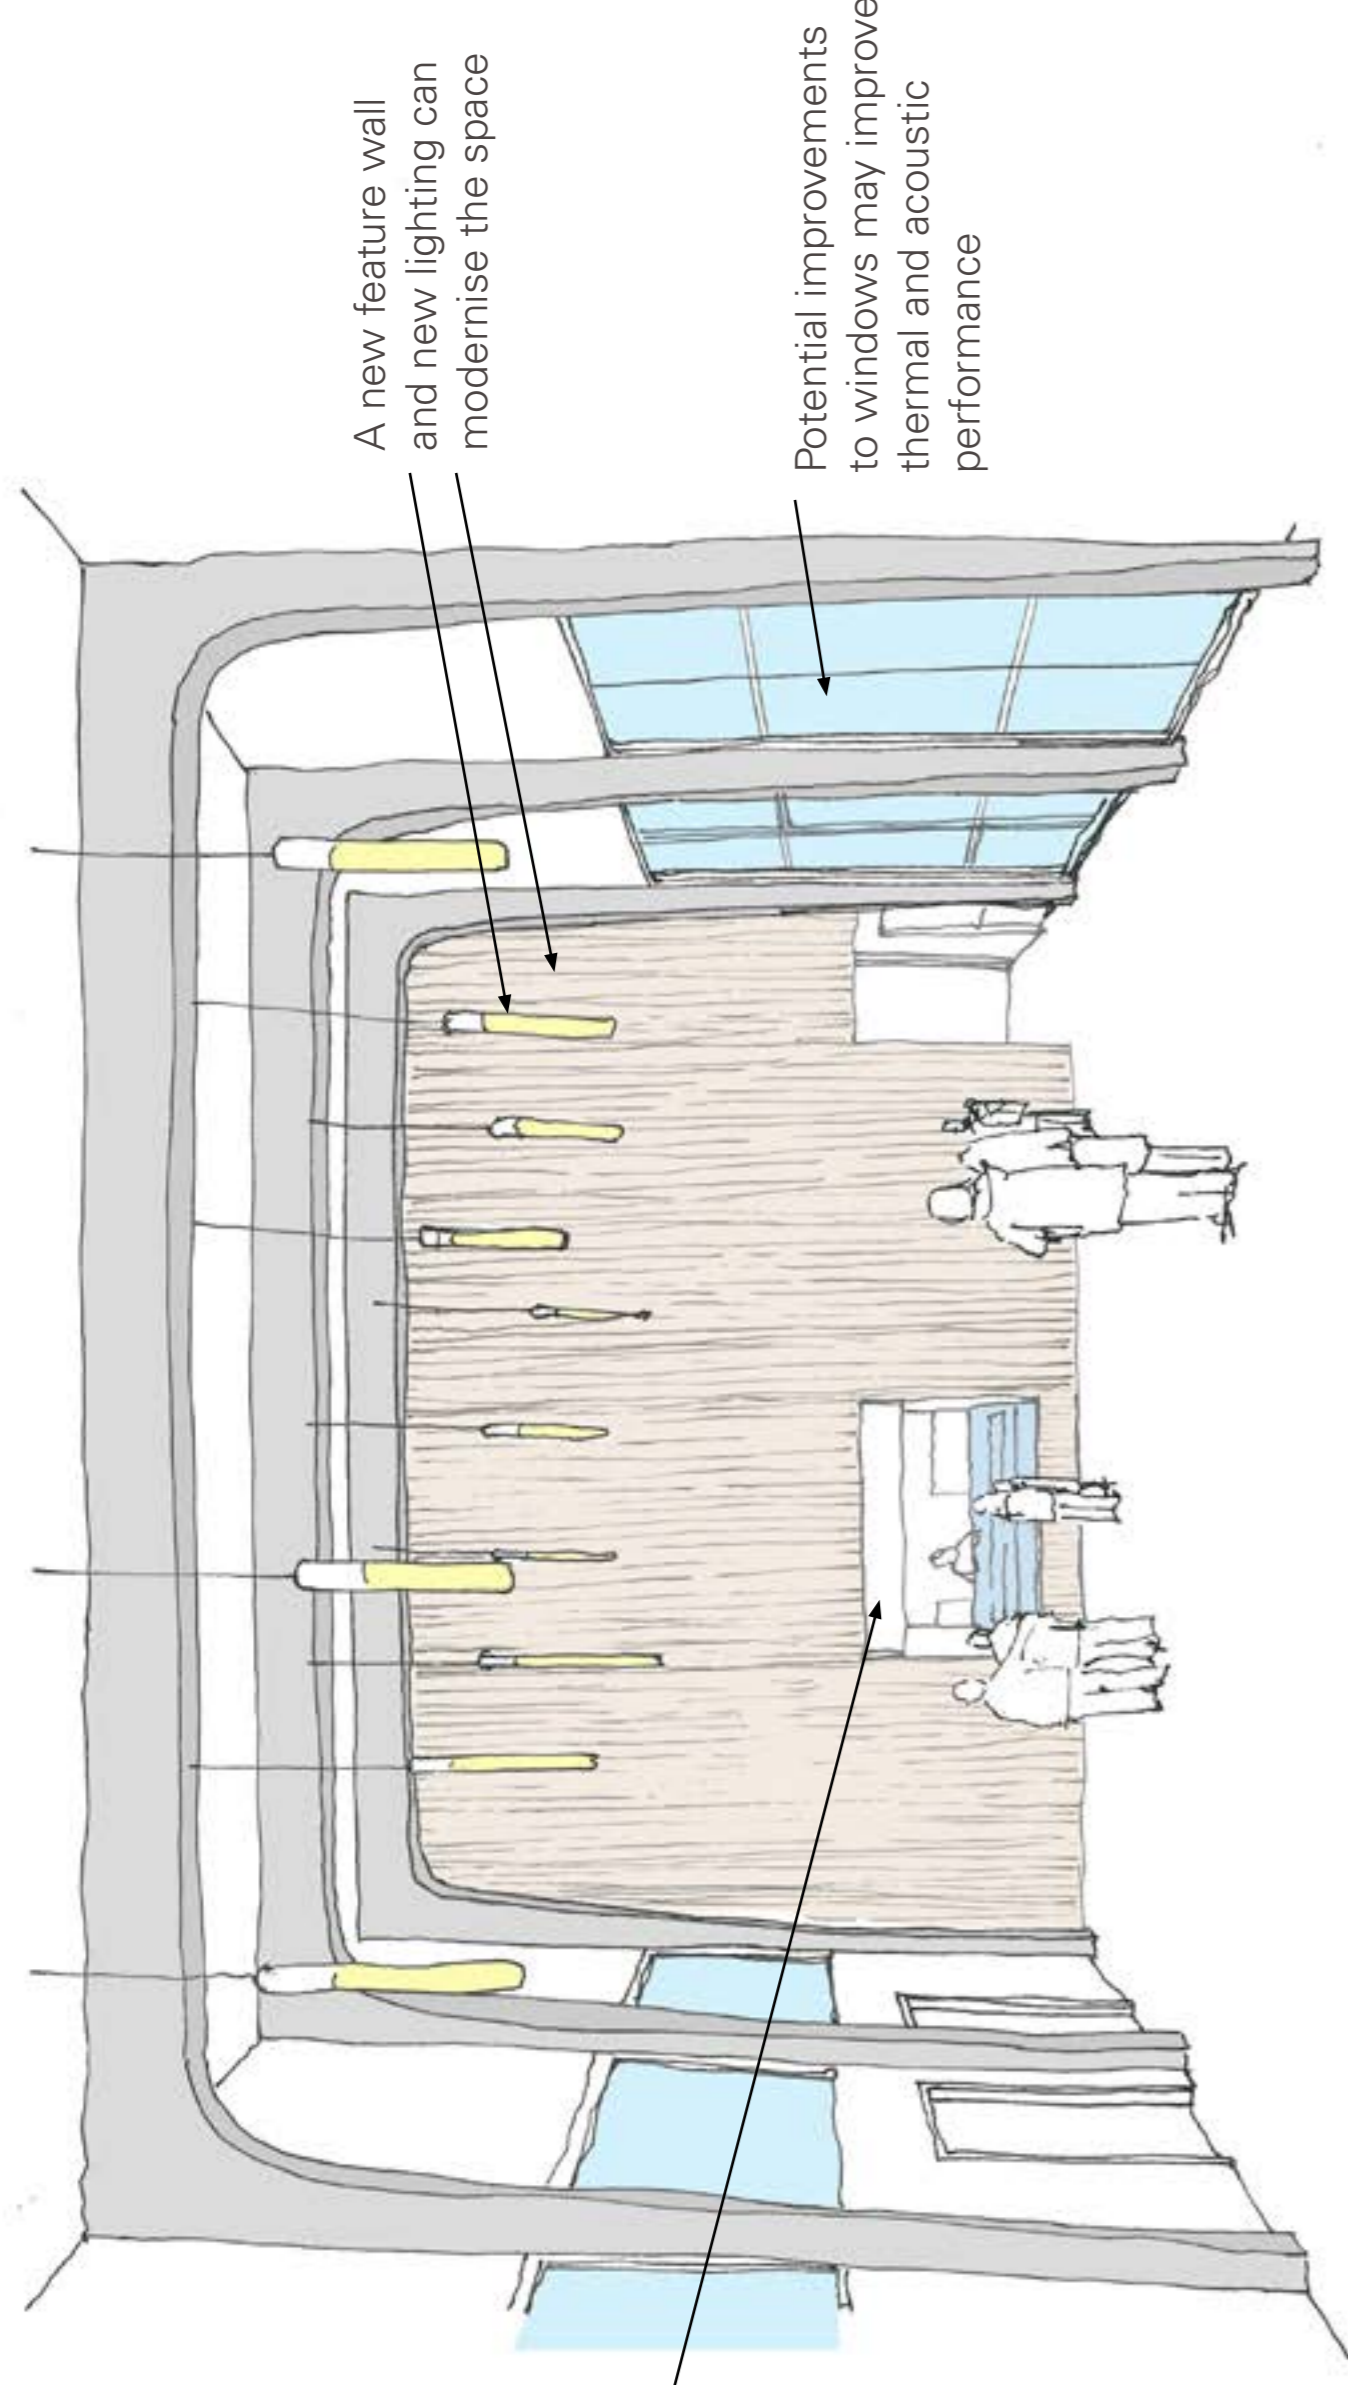 A new feature wall
and new lighting can
modernise the space
Potential improvements
to windows may improve
thermal and acoustic
performance